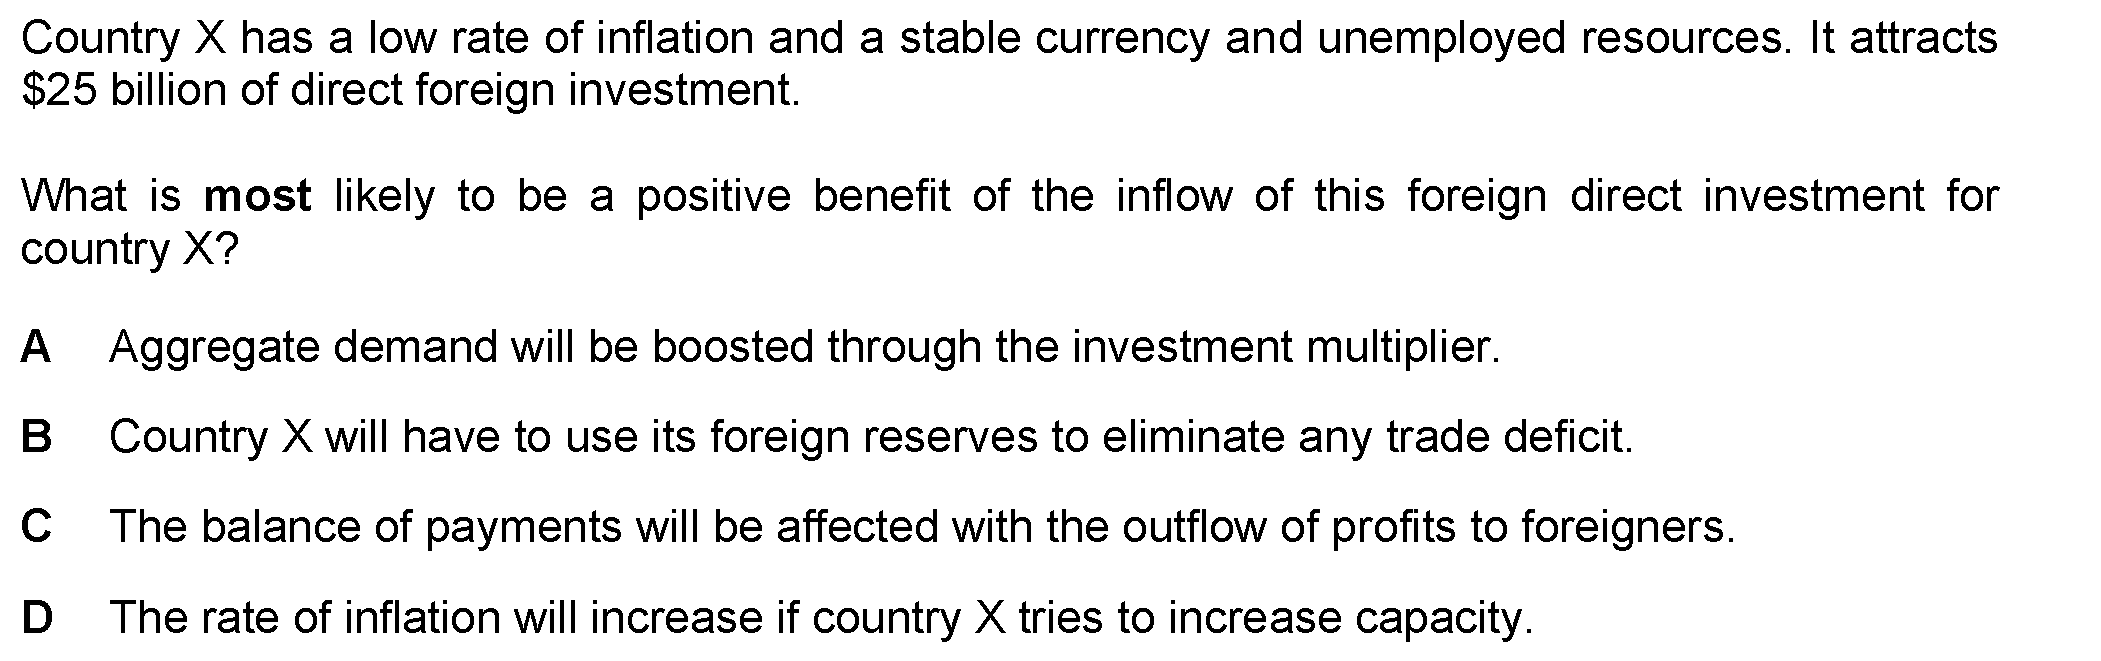 Country X has a low rate of inflation and a stable currency and unemployed resources. It attracts
$25 billion of direct foreign investment.
What is most likely to be a positive benefit of the inflow of this foreign direct investment for
country X?
A Aggregate demand will be boosted through the investment multiplier.
B Country X will have to use its foreign reserves to eliminate any trade deficit.
C The balance of payments will be affected with the outflow of profits to foreigners.
D The rate of inflation will increase if country X tries to increase capacity.